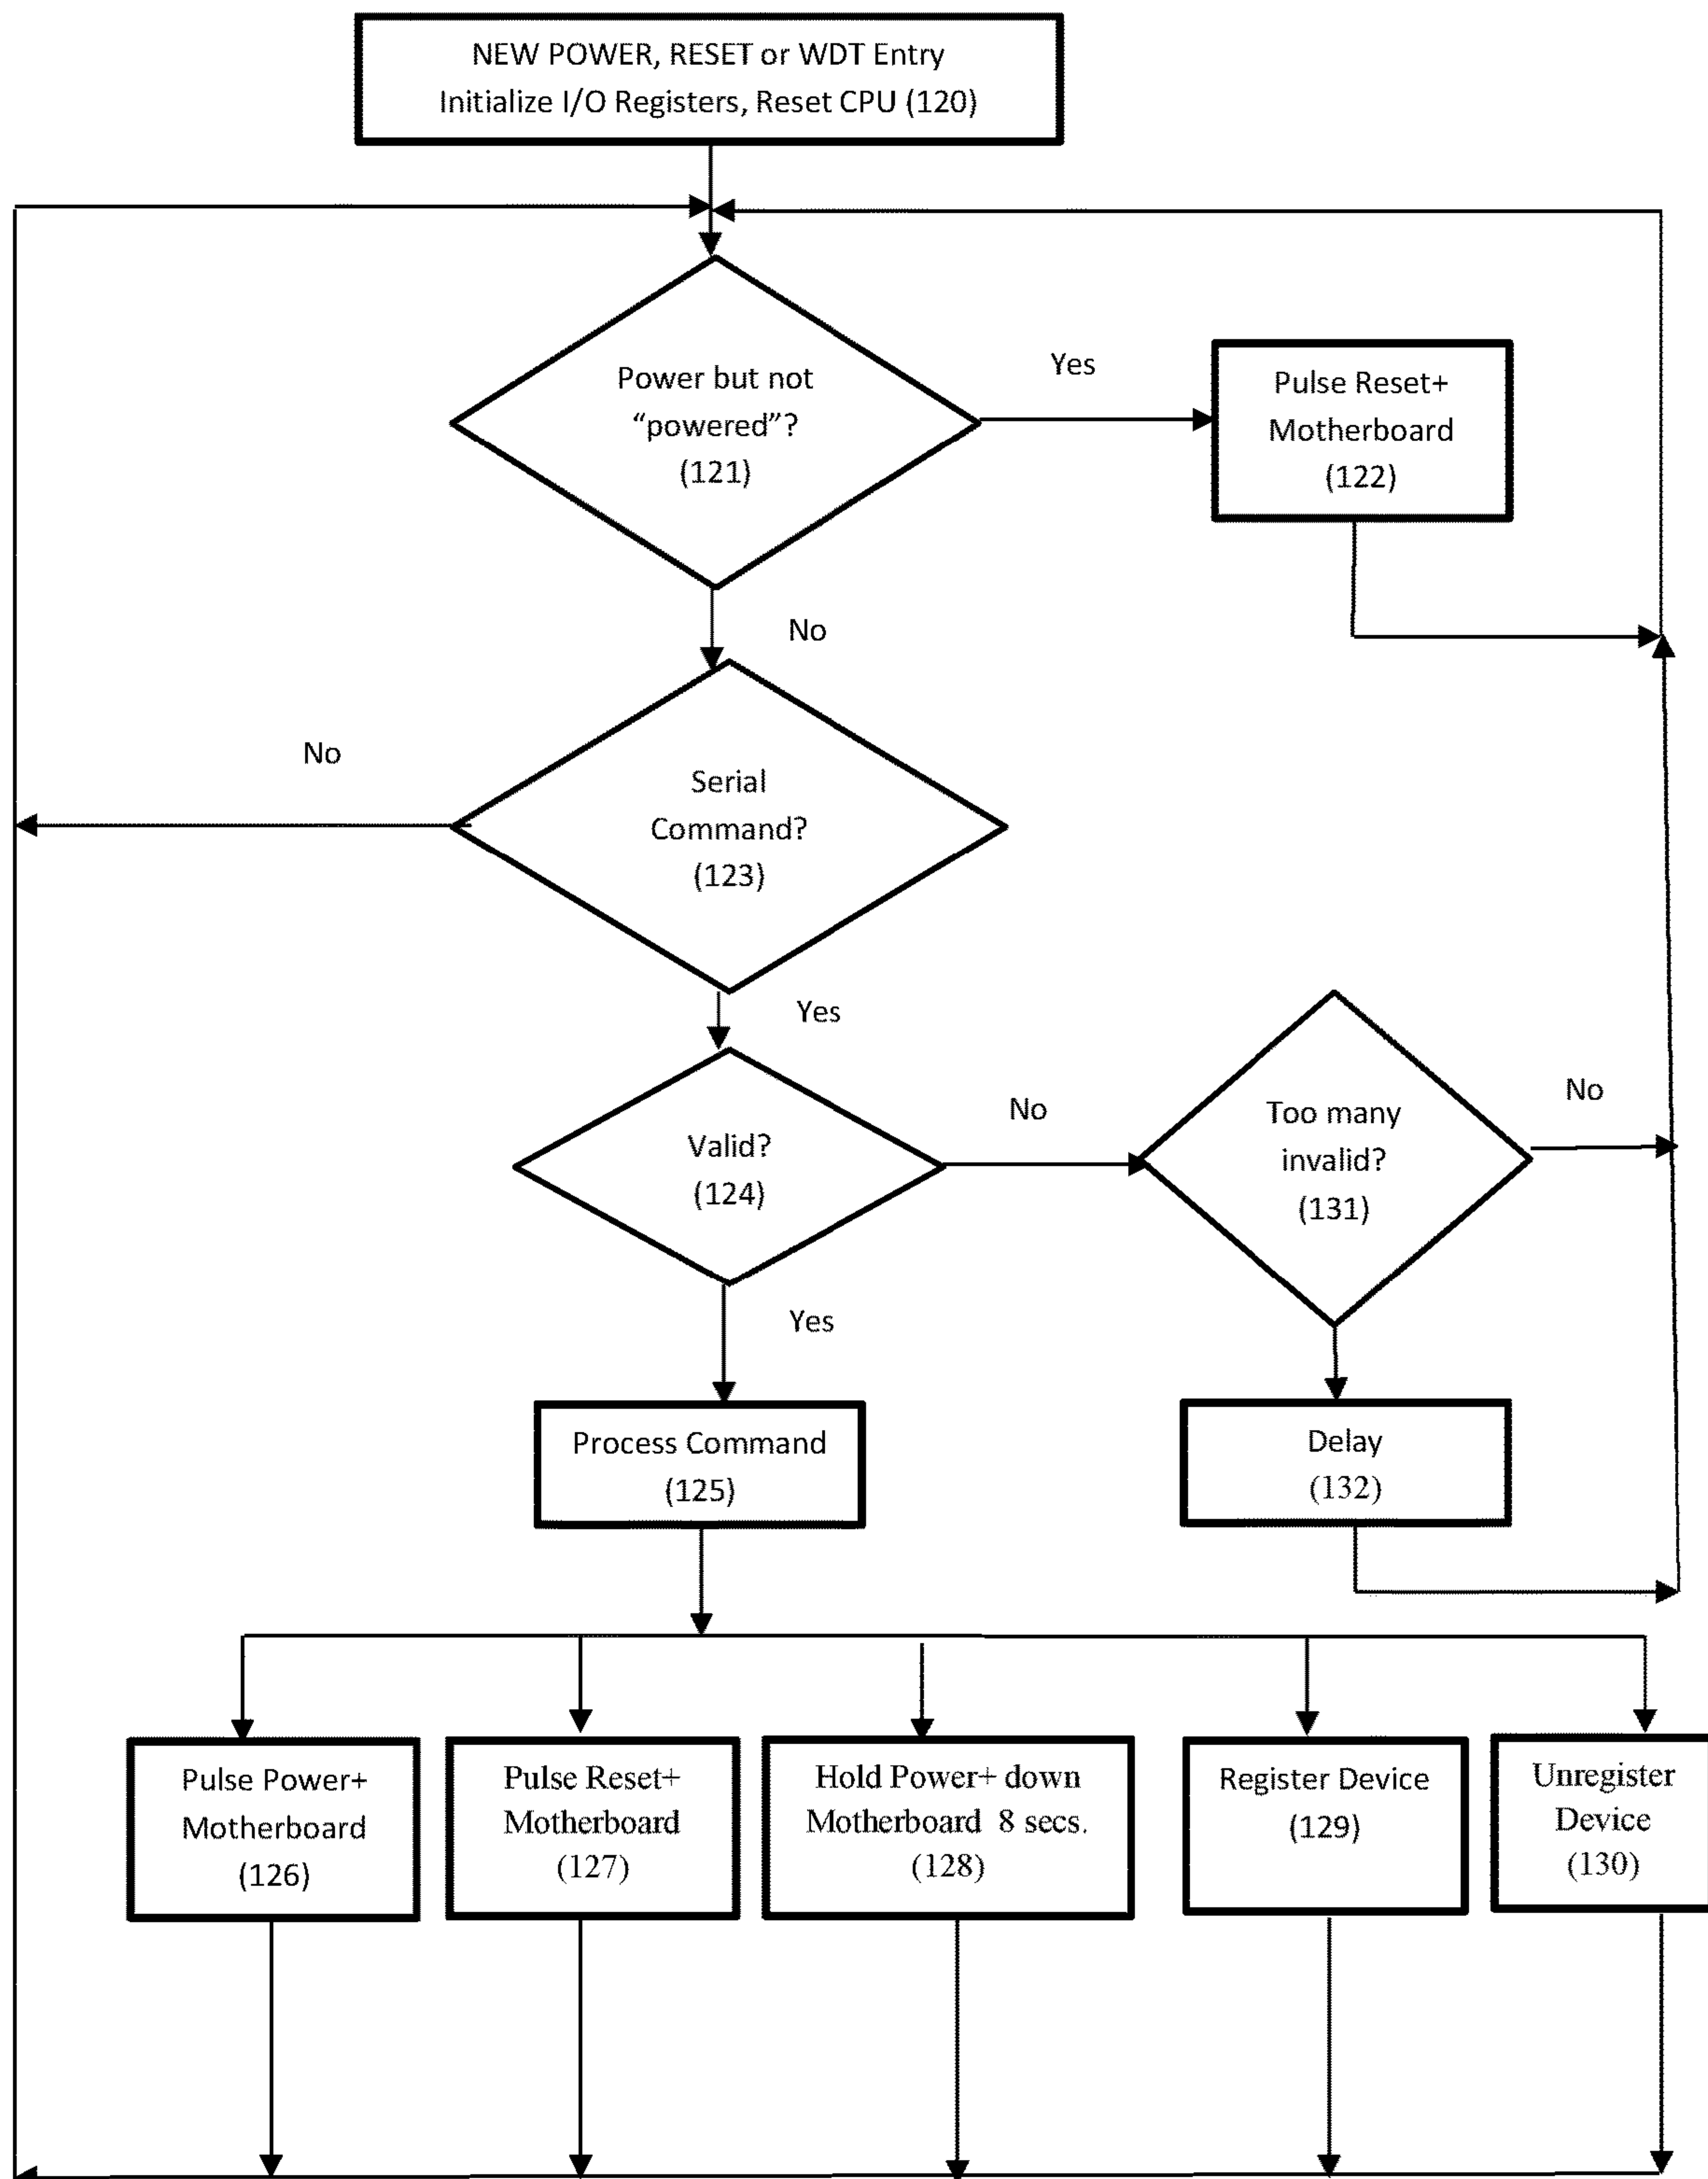 NEW POWER, RESET or WDT Entry
Initialize I/O Registers, Reset CPU (120)
Power but not
“powered”?
(121)
Yes
Pulse Reset+
Motherboard
(122)
No
No
Serial
Command?
(123)
Yes
Valid?
(124)
No
Too many
invalid?
(131)
No
Yes
Process Command
(125)
Delay
(132)
Pulse Power+
Motherboard
(126)
Pulse Reset+
Motherboard
(127)
Hold Power+ down
Motherboard  8 secs.
(128)
Register Device
(129)
Unregister
Device
(130)